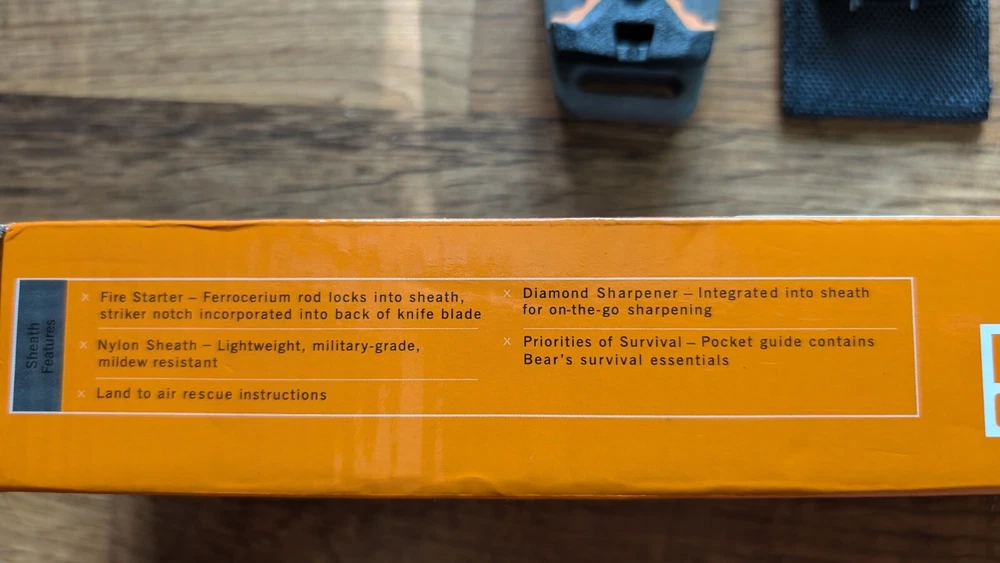 Sheath
Features
× Fire Starter – Ferrocerium rod locks into sheath,
striker notch incorporated into back of knife blade
× Nylon Sheath – Lightweight, military-grade,
mildew resistant
× Land to air rescue instructions
× Diamond Sharpener – Integrated into sheath
for on-the-go sharpening
× Priorities of Survival – Pocket guide contains
Bear's survival essentials